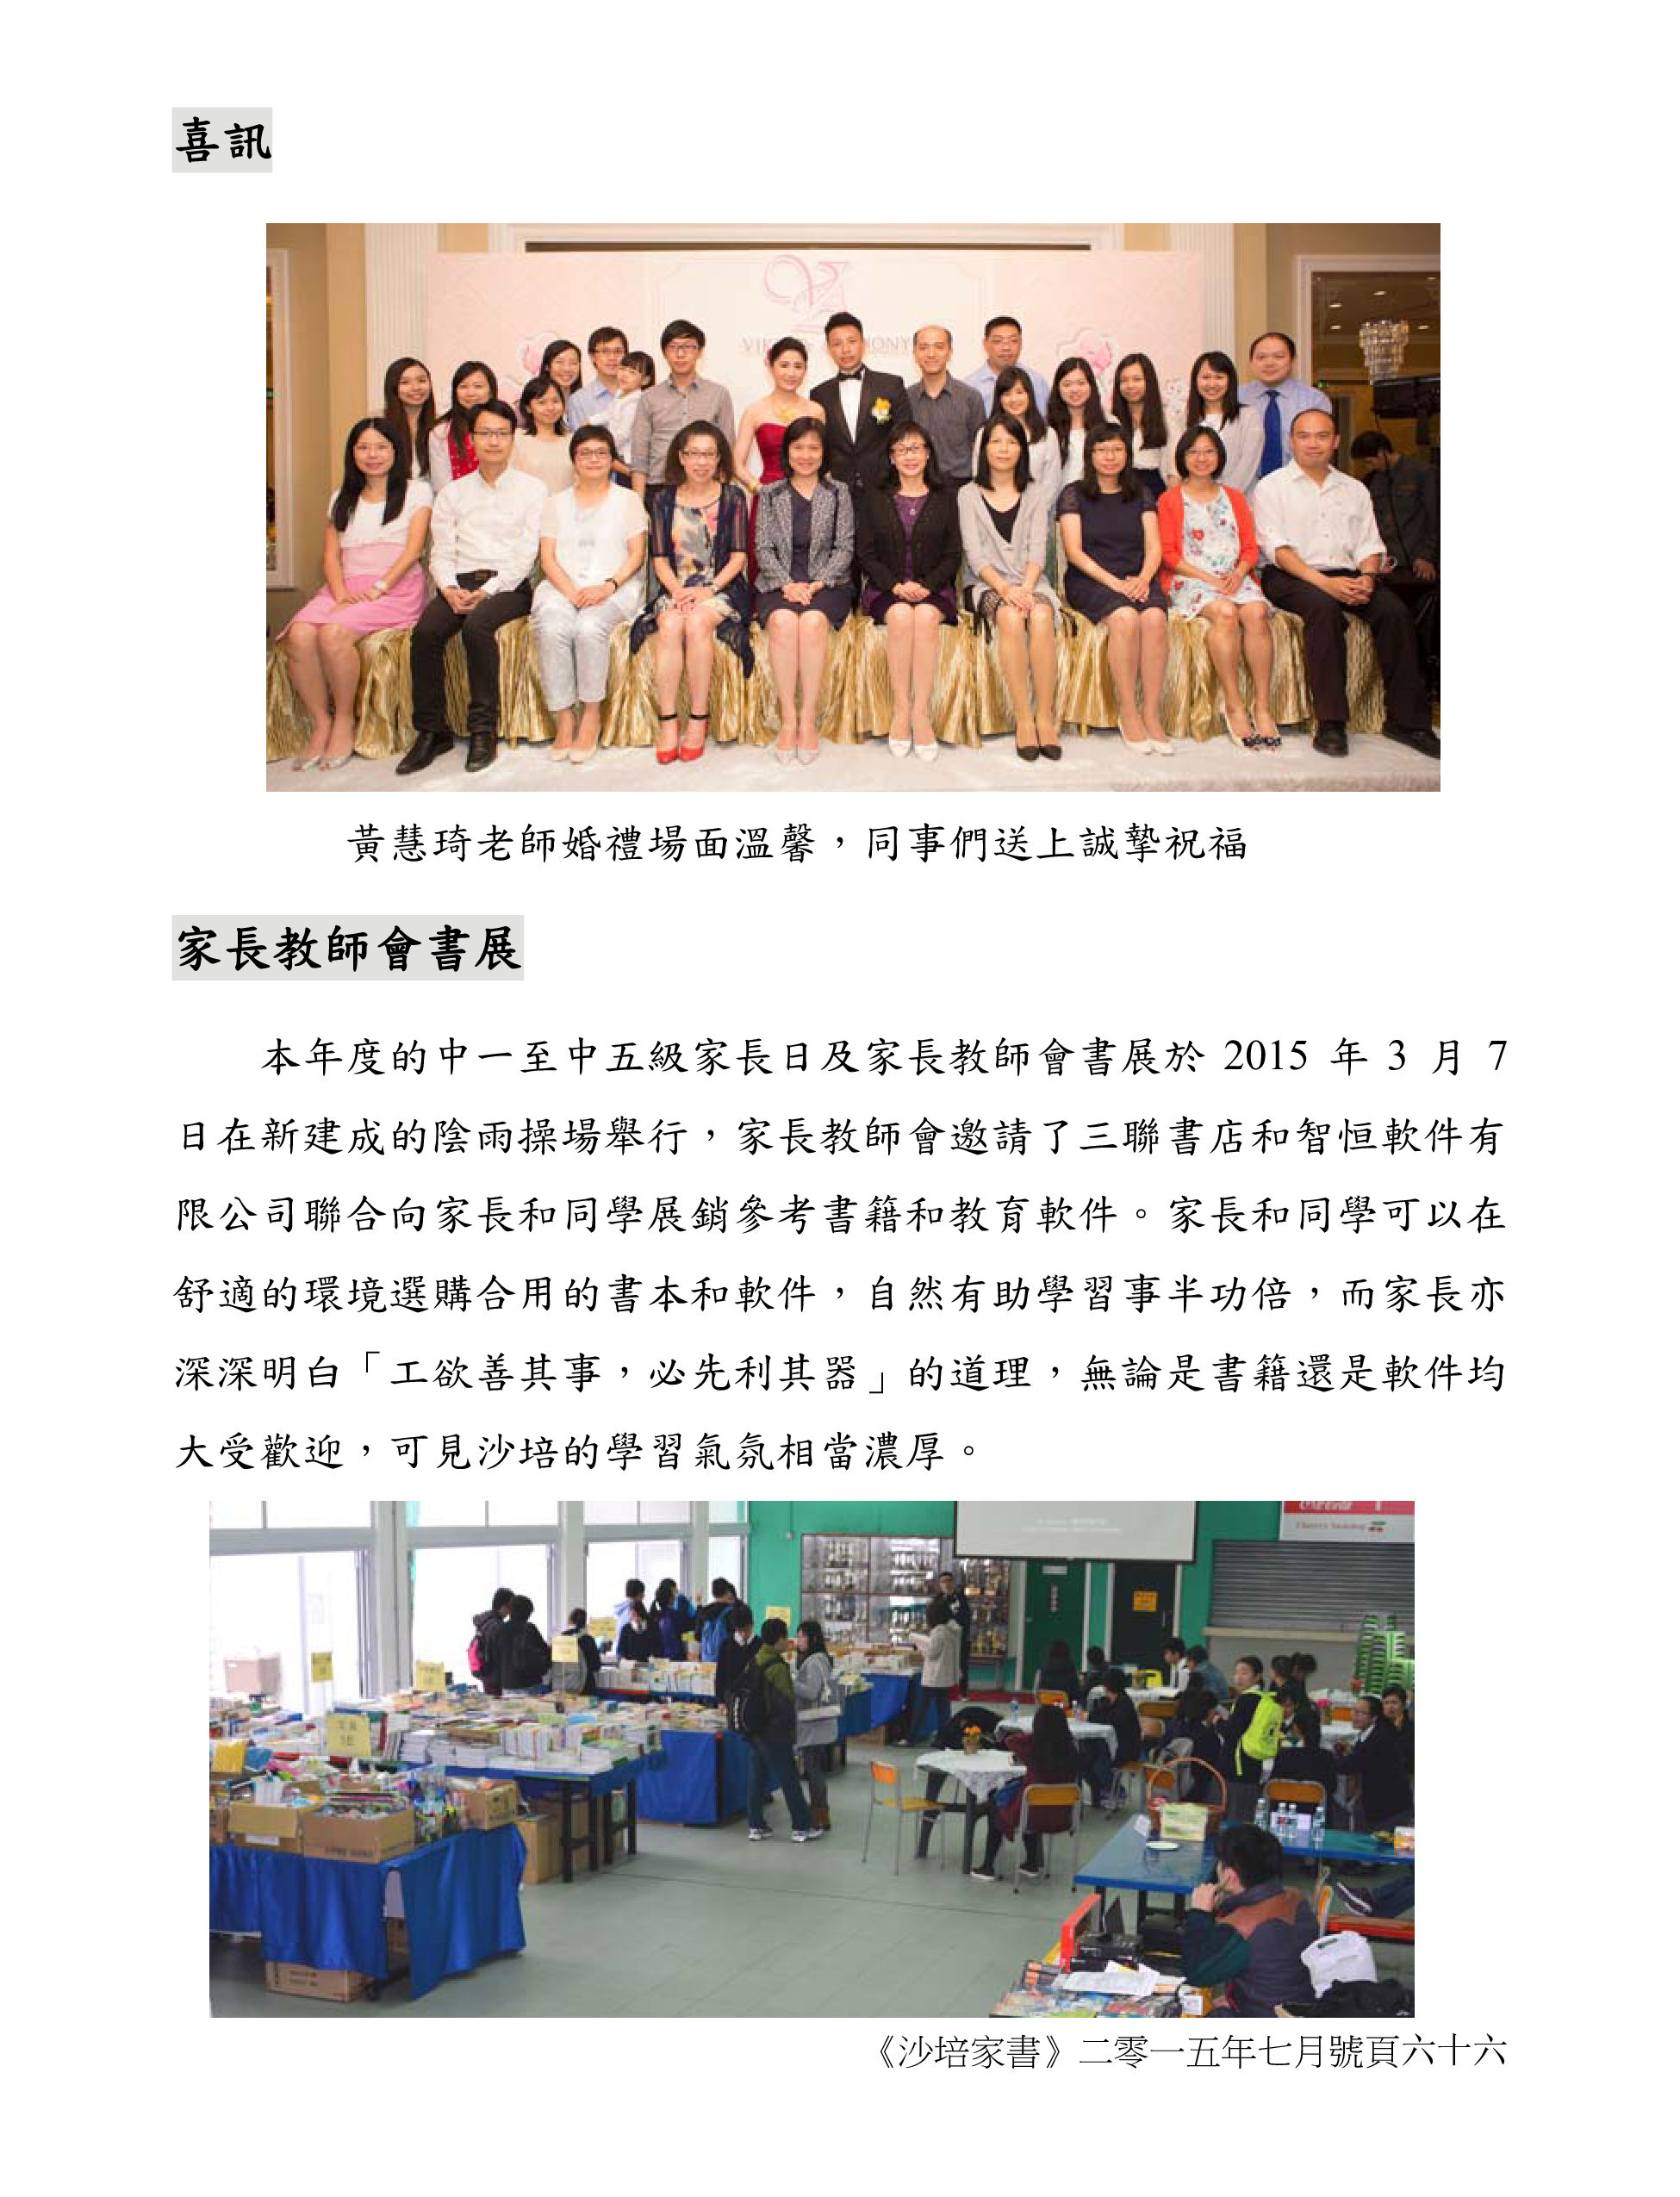 喜訊
黃慧琦老師婚禮場面溫馨，同事們送上誠摯祝福
家長教師會書展
本年度的中一至中五級家長日及家長教師會書展於 2015 年 3 月 7
日在新建成的陰雨操場舉行，家長教師會邀請了三聯書店和智恒軟件有
限公司聯合向家長和同學展銷參考書籍和教育軟件。家長和同學可以在
舒適的環境選購合用的書本和軟件，自然有助學習事半功倍，而家長亦
深深明白「工欲善其事，必先利其器」的道理，無論是書籍還是軟件均
大受歡迎，可見沙培的學習氣氛相當濃厚。
《沙培家書》二零一五年七月號頁六十六